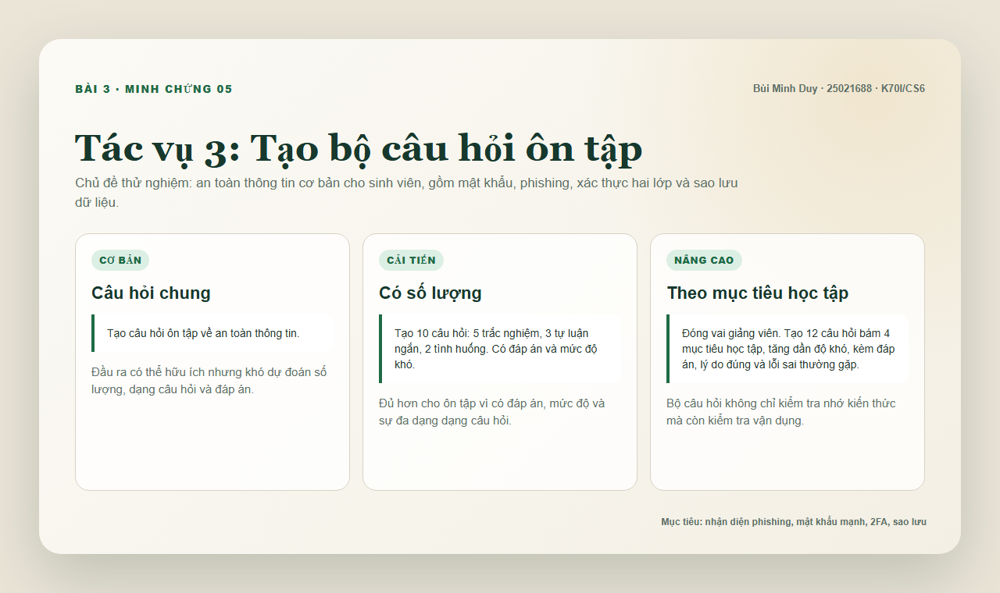 BÀI 3 · MINH CHỨNG 05
Bùi Minh Duy · 25021688 · K70I/CS6
Tác vụ 3: Tạo bộ câu hỏi ôn tập
Chủ đề thử nghiệm: an toàn thông tin cơ bản cho sinh viên, gồm mật khẩu, phishing, xác thực hai lớp và sao lưu
dữ liệu.
CƠ BẢN
Câu hỏi chung
Tạo câu hỏi ôn tập về an toàn thông tin.
Đầu ra có thể hữu ích nhưng khó dự đoán số
lượng, dạng câu hỏi và đáp án.
CẢI TIẾN
Có số lượng
Tạo 10 câu hỏi: 5 trắc nghiệm, 3 tự luận
ngắn, 2 tình huống. Có đáp án và mức độ
khó.
Đủ hơn cho ôn tập vì có đáp án, mức độ và
sự đa dạng dạng câu hỏi.
NÂNG CAO
Theo mục tiêu học tập
Đóng vai giảng viên. Tạo 12 câu hỏi bám 4
mục tiêu học tập, tăng dần độ khó, kèm đáp
án, lý do đúng và lỗi sai thường gặp.
Bộ câu hỏi không chỉ kiểm tra nhớ kiến thức
mà còn kiểm tra vận dụng.
Mục tiêu: nhận diện phishing, mật khẩu mạnh, 2FA, sao lưu